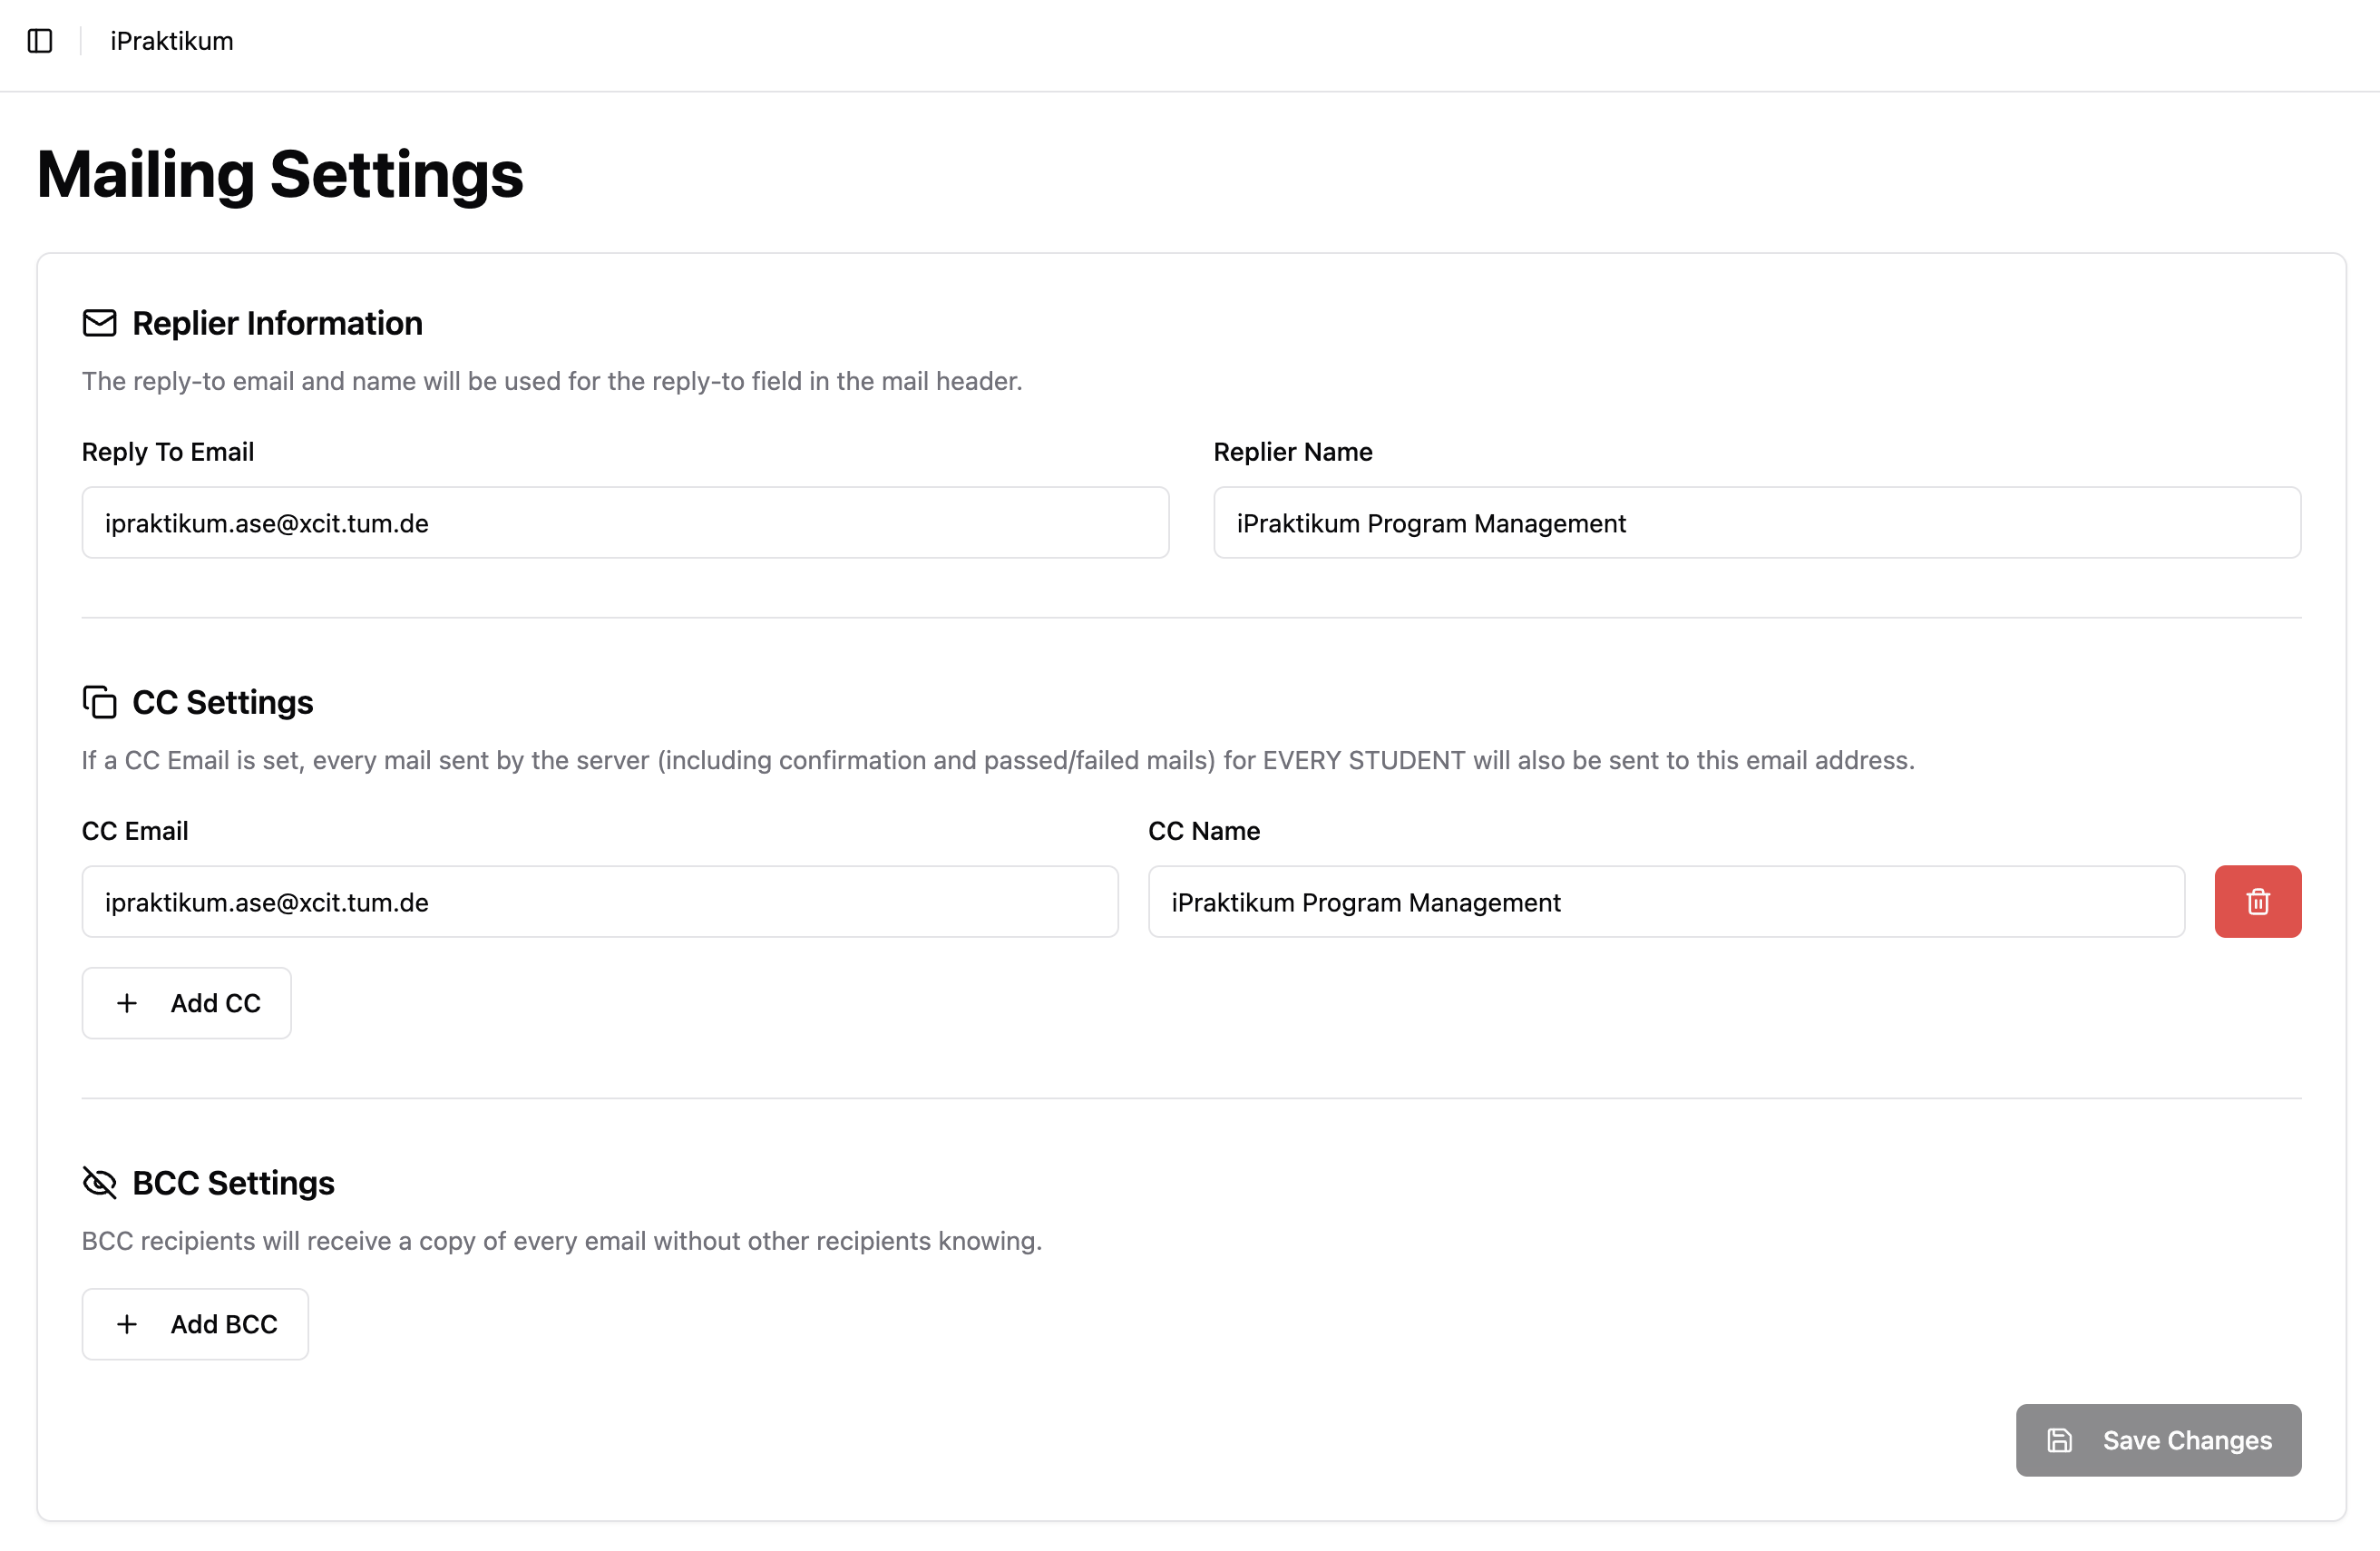 iPraktikum
Mailing Settings
Replier Information
The reply-to email and name will be used for the reply-to field in the mail header.
Reply To Email
Replier Name
ipraktikum.ase@xcit.tum.de
iPraktikum Program Management
CC Settings
If a CC Email is set, every mail sent by the server (including confirmation and passed/failed mails) for EVERY STUDENT will also be sent to this email address.
CC Email
CC Name
ipraktikum.ase@xcit.tum.de
iPraktikum Program Management
Add CC
BCC Settings
BCC recipients will receive a copy of every email without other recipients knowing.
Add BCC
Save Changes